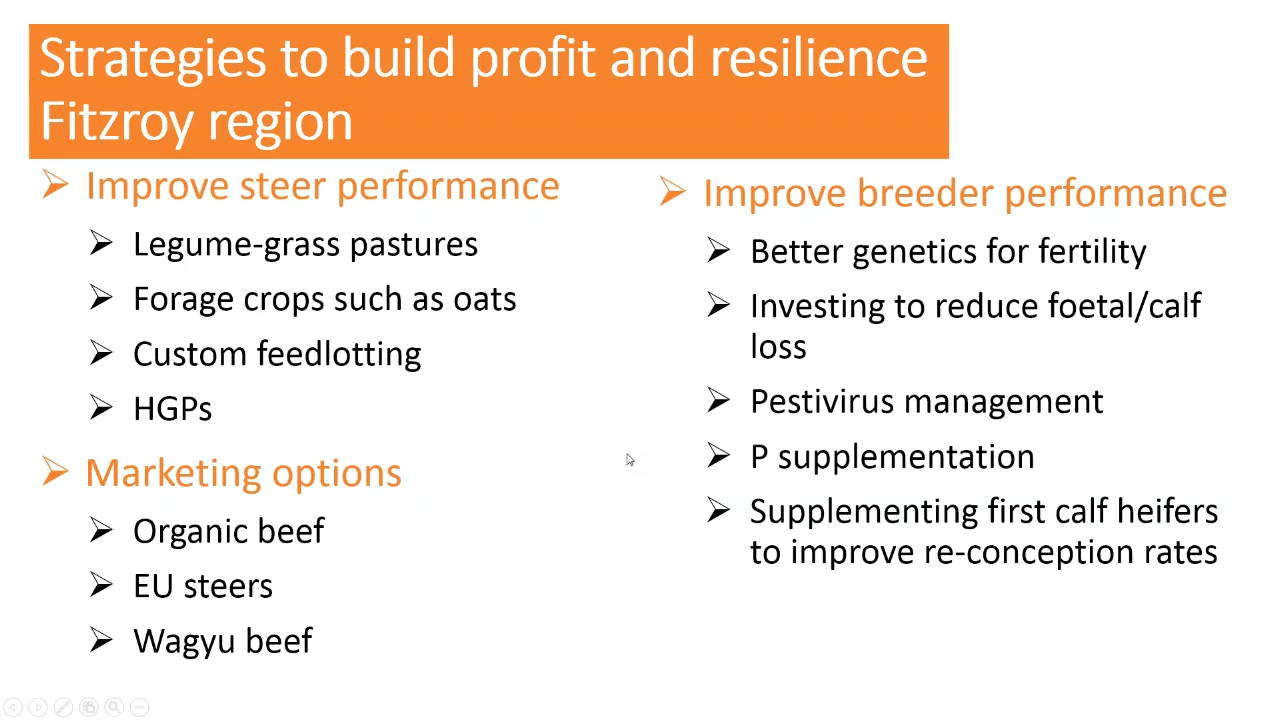 Strategies to build profit and resilience
Fitzroy region
Improve steer performance
Legume-grass pastures
Forage crops such as oats
Custom feedlotting
HGPs
Marketing options
Organic beef
EU steers
Wagyu beef
Improve breeder performance
Better genetics for fertility
Investing to reduce foetal/calf
loss
Pestivirus management
P supplementation
Supplementing first calf heifers
to improve re-conception rates